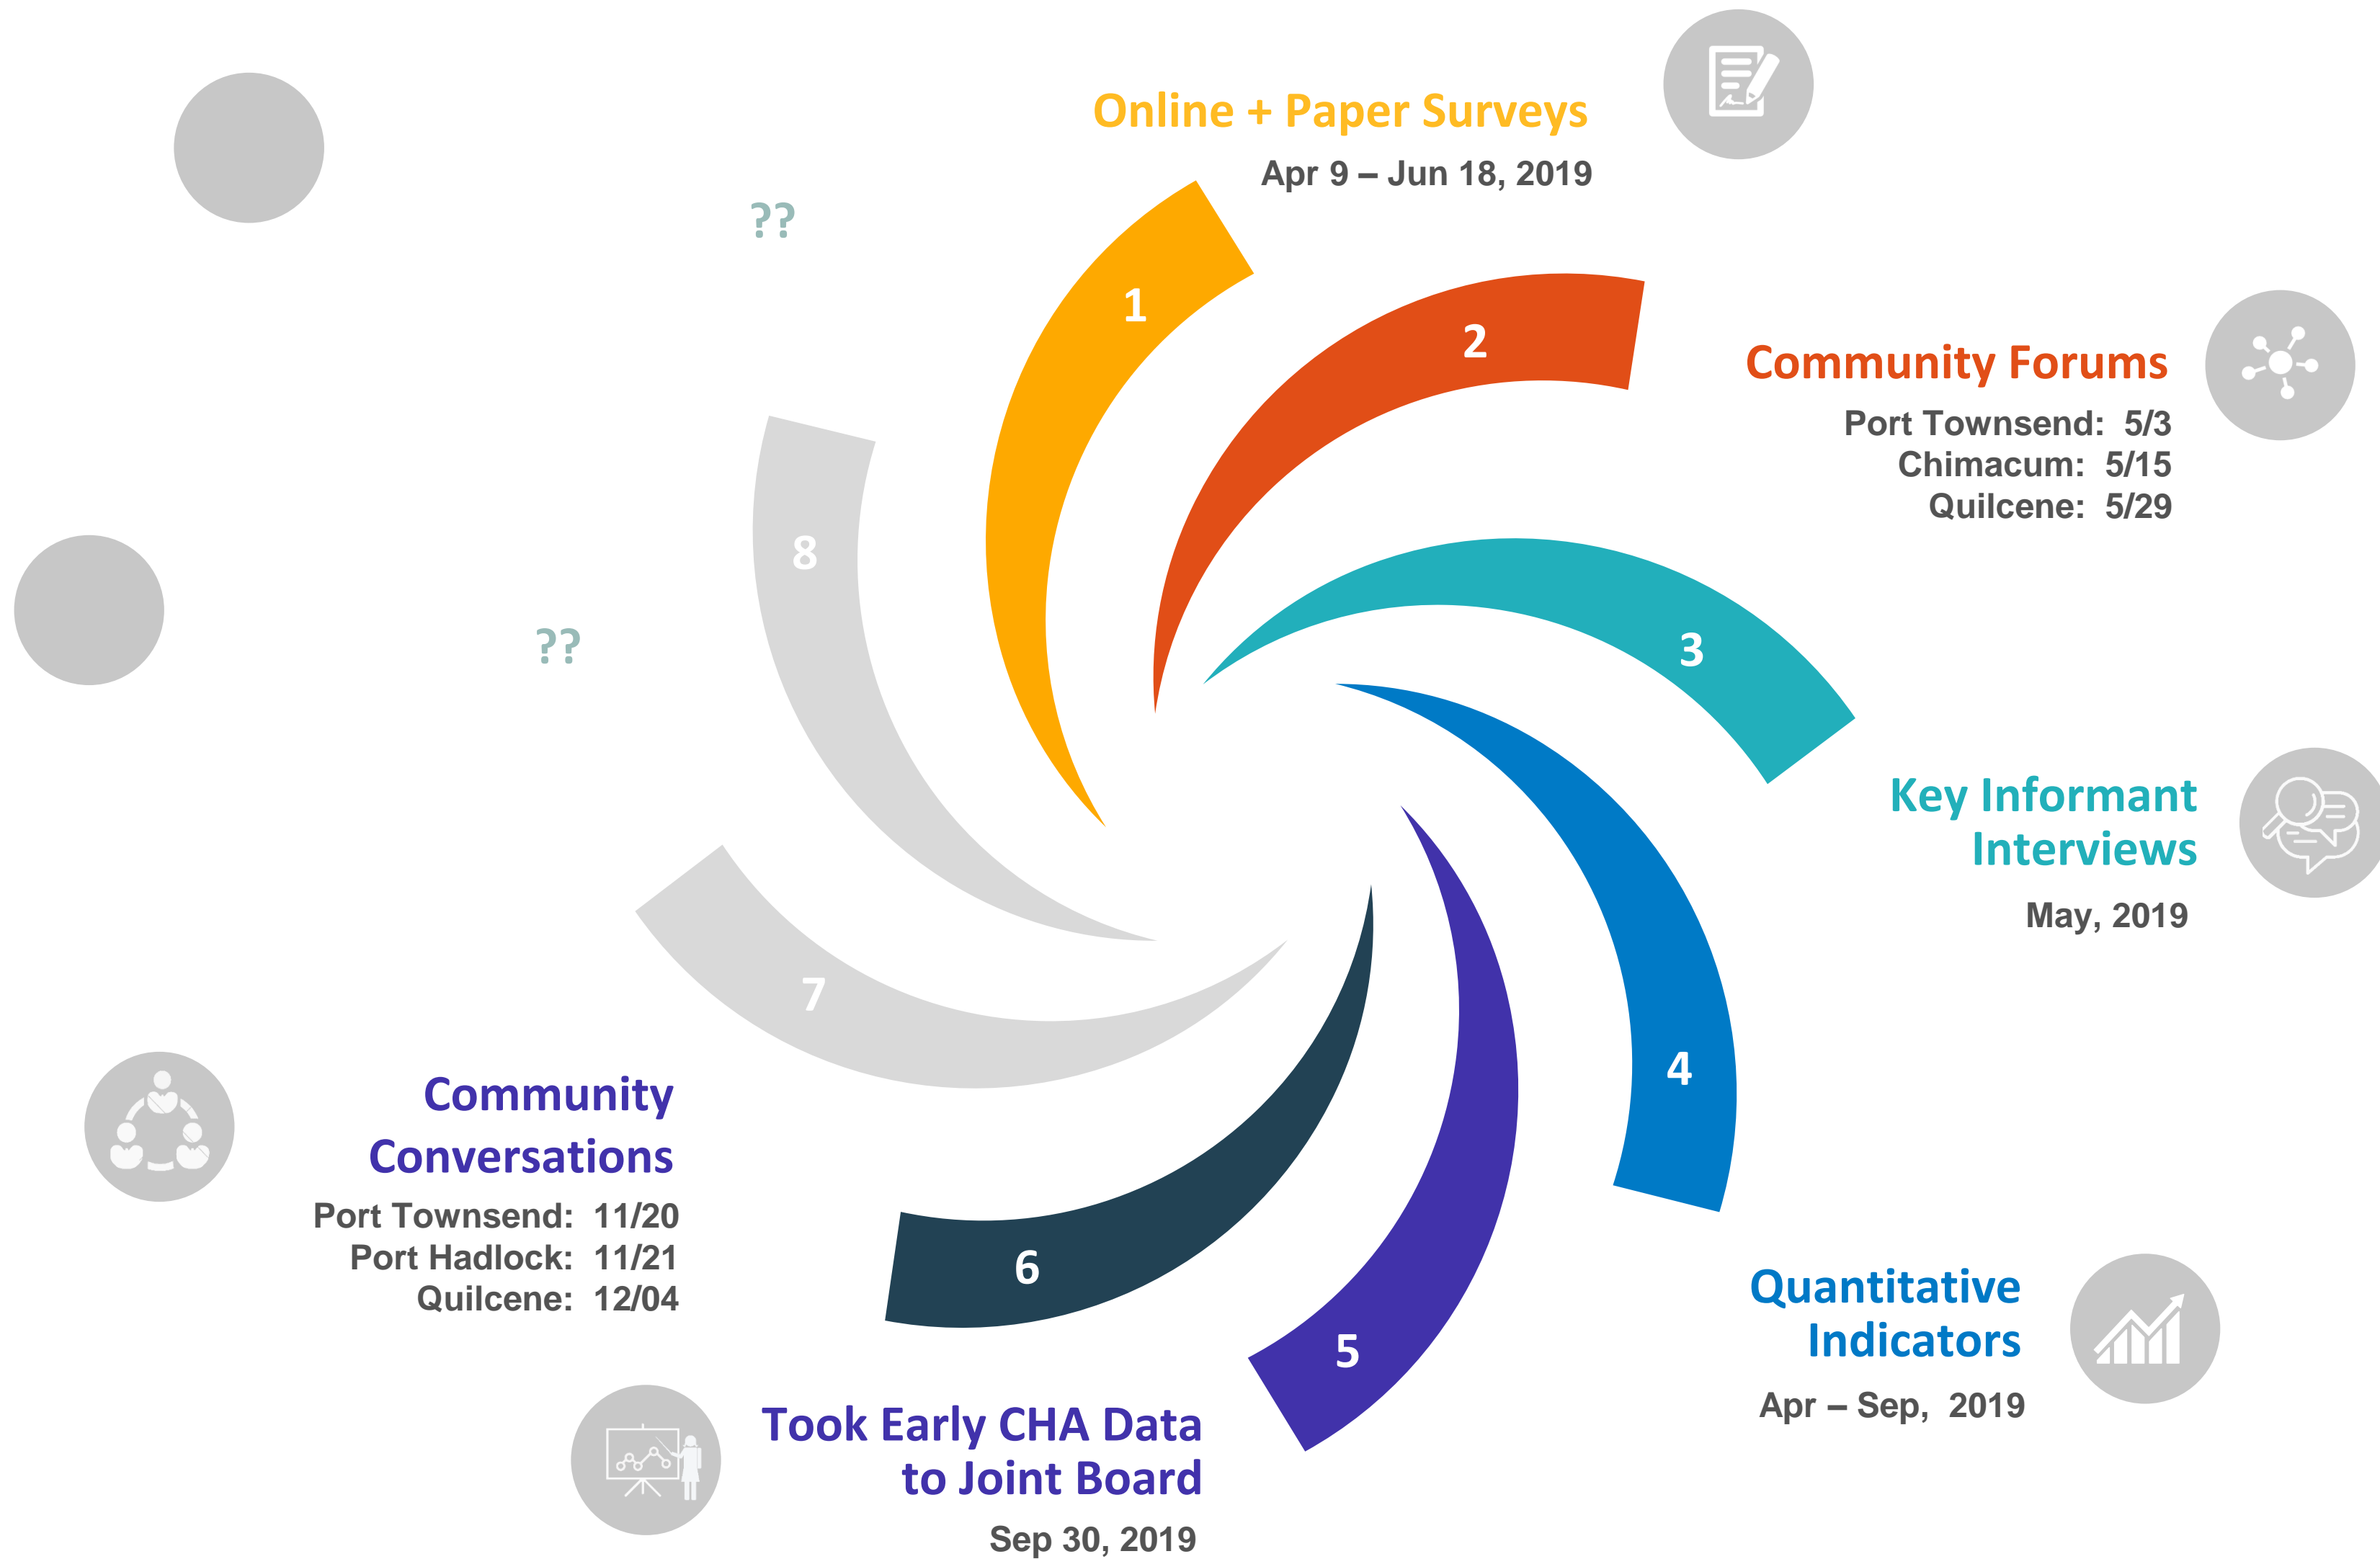 Online + Paper Surveys
Apr 9 – Jun 18, 2019
??
1
2
Community Forums
Port Townsend: 5/3
Chimacum: 5/15
Quilcene: 5/29
8
??
3
Key Informant
Interviews
May, 2019
7
4
Community
Conversations
Port Townsend: 11/20
Port Hadlock: 11/21
Quilcene: 12/04
6
5
Quantitative
Indicators
Apr – Sep, 2019
Took Early CHA Data
to Joint Board
Sep 30, 2019